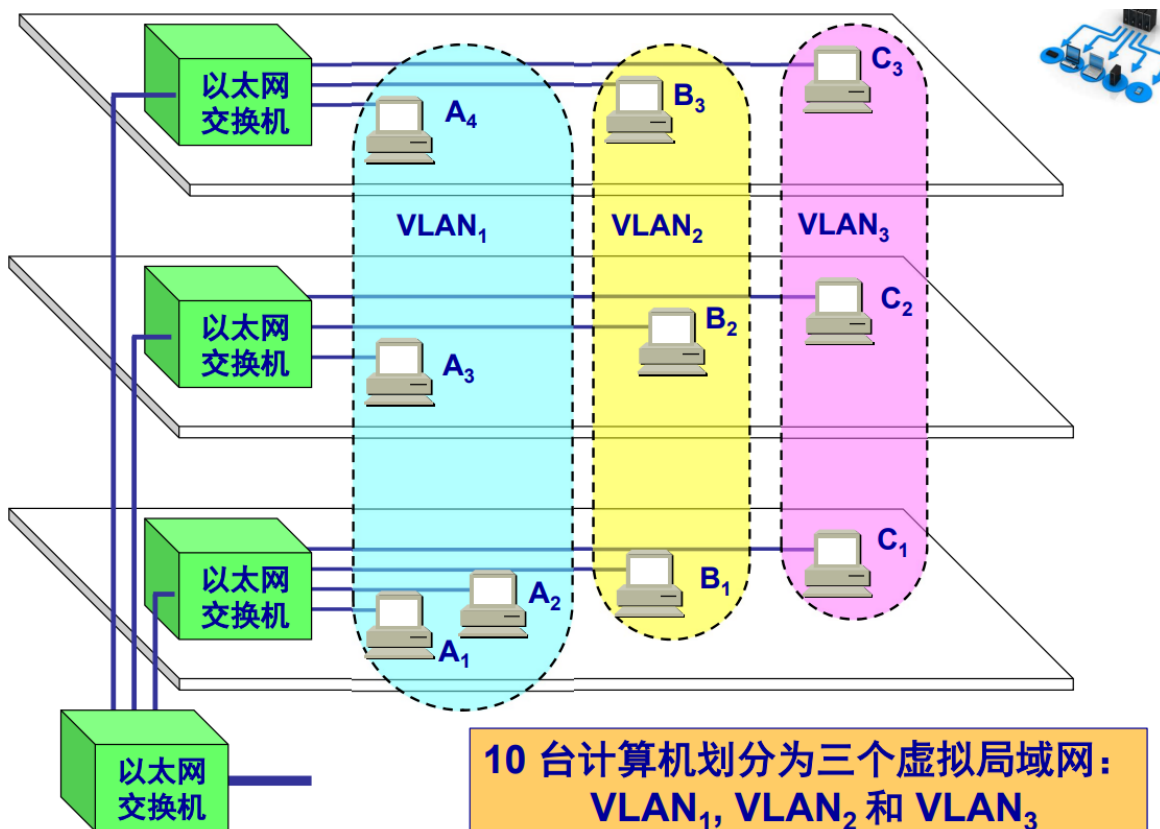 以太网
交换机
A₄
B₃
C₃
VLAN₁
VLAN₂
VLAN₃
以太网
交换机
A₃
B₂
C₂
以太网
交换机
A₁
A₂
B₁
C₁
以太网
交换机
10 台计算机划分为三个虚拟局域网：
VLAN₁, VLAN₂ 和 VLAN₃